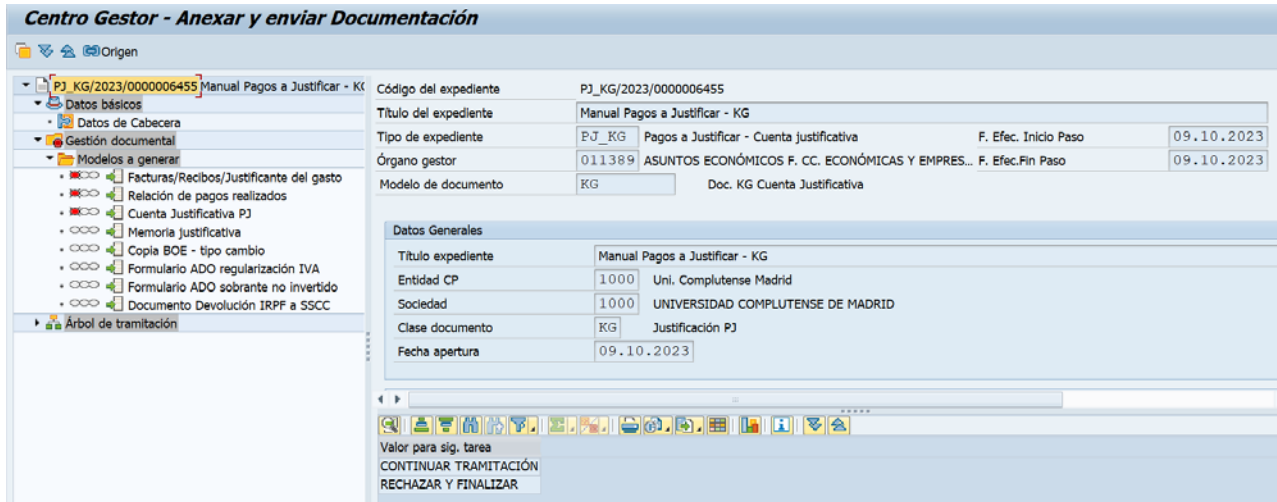 Centro Gestor - Anexar y enviar Documentación
Origen
PJ_KG/2023/0000006455 Manual Pagos a Justificar - KG
Datos básicos
Datos de Cabecera
Gestión documental
Modelos a generar
Facturas/Recibos/Justificante del gasto
Relación de pagos realizados
Cuenta Justificativa PJ
Memoria justificativa
Copia BOE - tipo cambio
Formulario ADO regularización IVA
Formulario ADO sobrante no invertido
Documento Devolución IRPF a SSCC
Árbol de tramitación
Código del expediente PJ_KG/2023/0000006455
Título del expediente Manual Pagos a Justificar - KG
Tipo de expediente PJ_KG Pagos a Justificar - Cuenta justificativa F. Efec. Inicio Paso 09.10.2023
Órgano gestor 011389 ASUNTOS ECONÓMICOS F. CC. ECONÓMICAS Y EMPRES... F. Efec.Fin Paso 09.10.2023
Modelo de documento KG Doc. KG Cuenta Justificativa
Datos Generales
Título expediente Manual Pagos a Justificar - KG
Entidad CP 1000 Uni. Complutense Madrid
Sociedad 1000 UNIVERSIDAD COMPLUTENSE DE MADRID
Clase documento KG Justificación PJ
Fecha apertura 09.10.2023
Valor para sig. tarea
CONTINUAR TRAMITACIÓN
RECHAZAR Y FINALIZAR